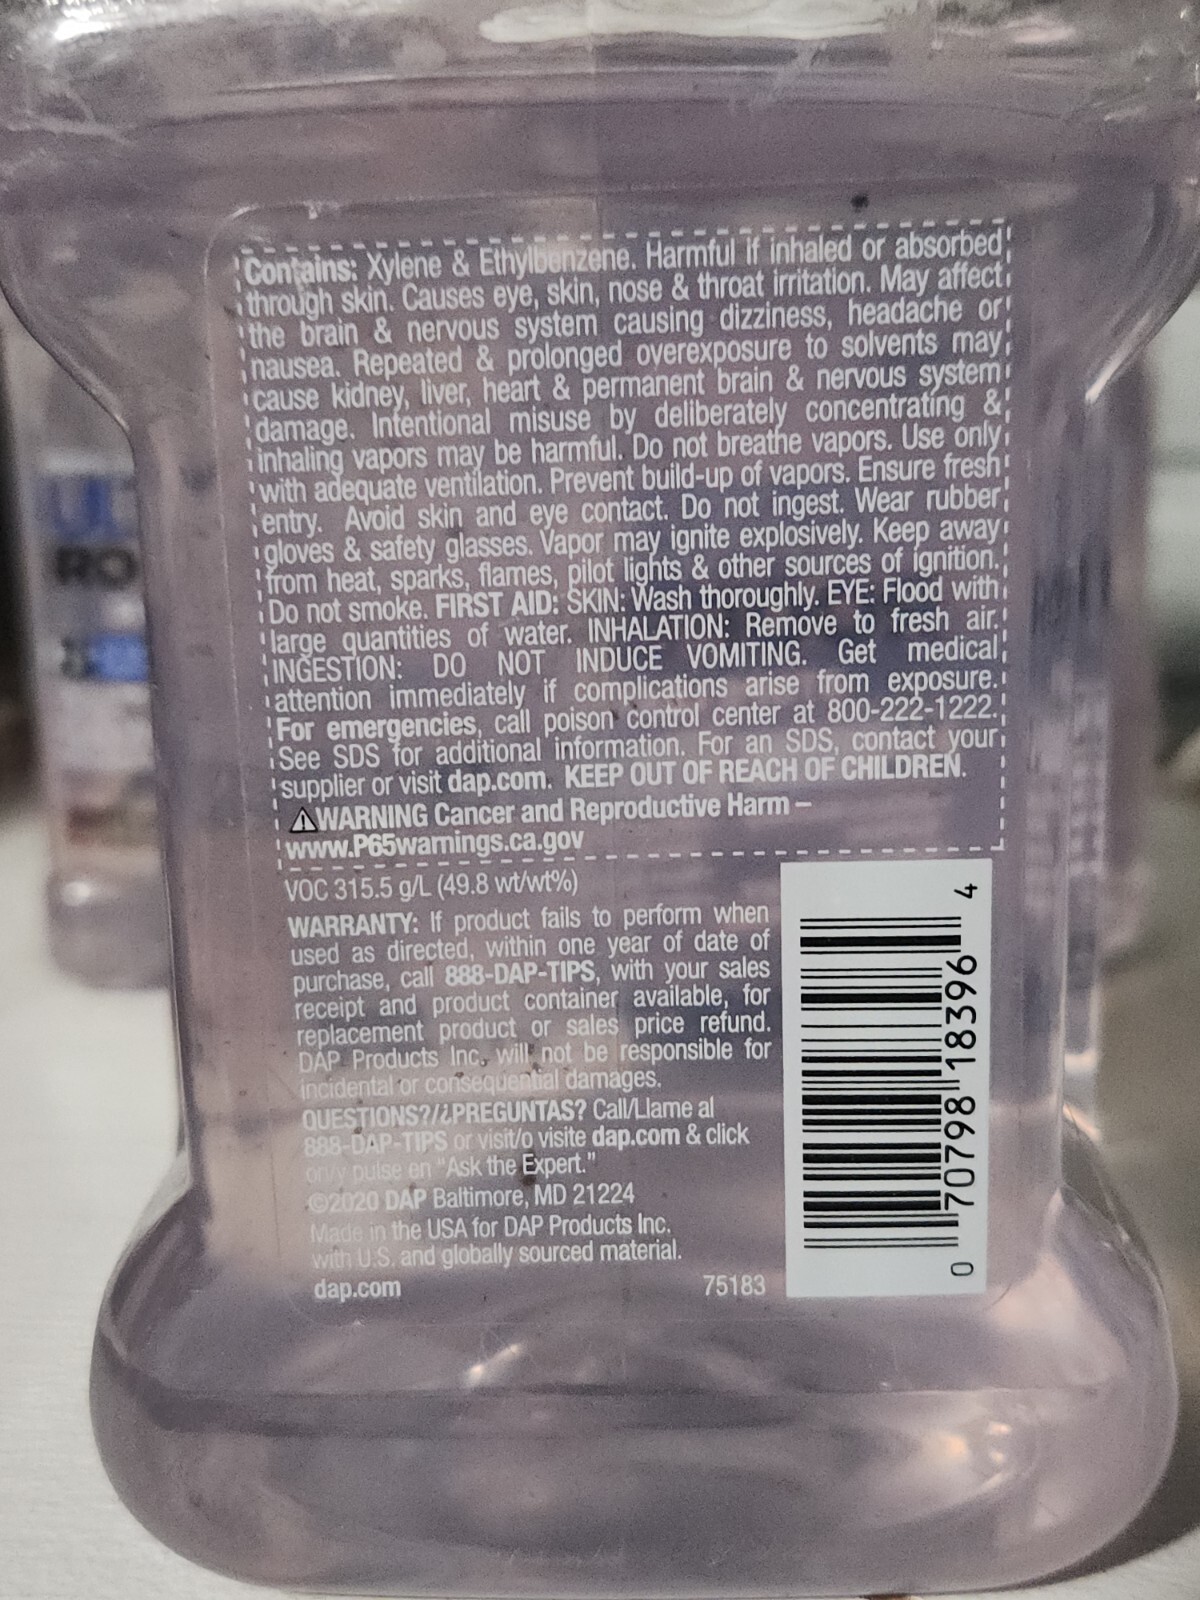 Contains: Xylene & Ethylbenzene. Harmful if inhaled or absorbed
through skin. Causes eye, skin, nose & throat irritation. May affect
the brain & nervous system causing dizziness, headache or
nausea. Repeated & prolonged overexposure to solvents may
cause kidney, liver, heart & permanent brain & nervous system
damage. Intentional misuse by deliberately concentrating &
inhaling vapors may be harmful. Do not breathe vapors. Use only
with adequate ventilation. Prevent build-up of vapors. Ensure fresh
entry. Avoid skin and eye contact. Do not ingest. Wear rubber
gloves & safety glasses. Vapor may ignite explosively. Keep away
from heat, sparks, flames, pilot lights & other sources of ignition.
Do not smoke. FIRST AID: SKIN: Wash thoroughly. EYE: Flood with
large quantities of water. INHALATION: Remove to fresh air.
INGESTION: DO NOT INDUCE VOMITING. Get medical
attention immediately if complications arise from exposure.
For emergencies, call poison control center at 800-222-1222.
See SDS for additional information. For an SDS, contact your
supplier or visit dap.com. KEEP OUT OF REACH OF CHILDREN.
⚠WARNING Cancer and Reproductive Harm –
www.P65warnings.ca.gov
VOC 315.5 g/L (49.8 wt/wt%)
WARRANTY: If product fails to perform when
used as directed, within one year of date of
purchase, call 888-DAP-TIPS, with your sales
receipt and product container available, for
replacement product or sales price refund.
DAP Products Inc. will not be responsible for
incidental or consequential damages.
QUESTIONS?/¿PREGUNTAS? Call/Llame al
888-DAP-TIPS or visit/o visite dap.com & click
on/y pulse en "Ask the Expert."
©2020 DAP Baltimore, MD 21224
Made in the USA for DAP Products Inc.
with U.S. and globally sourced material.
dap.com 75183
0 70798 18396 4
UL
RO